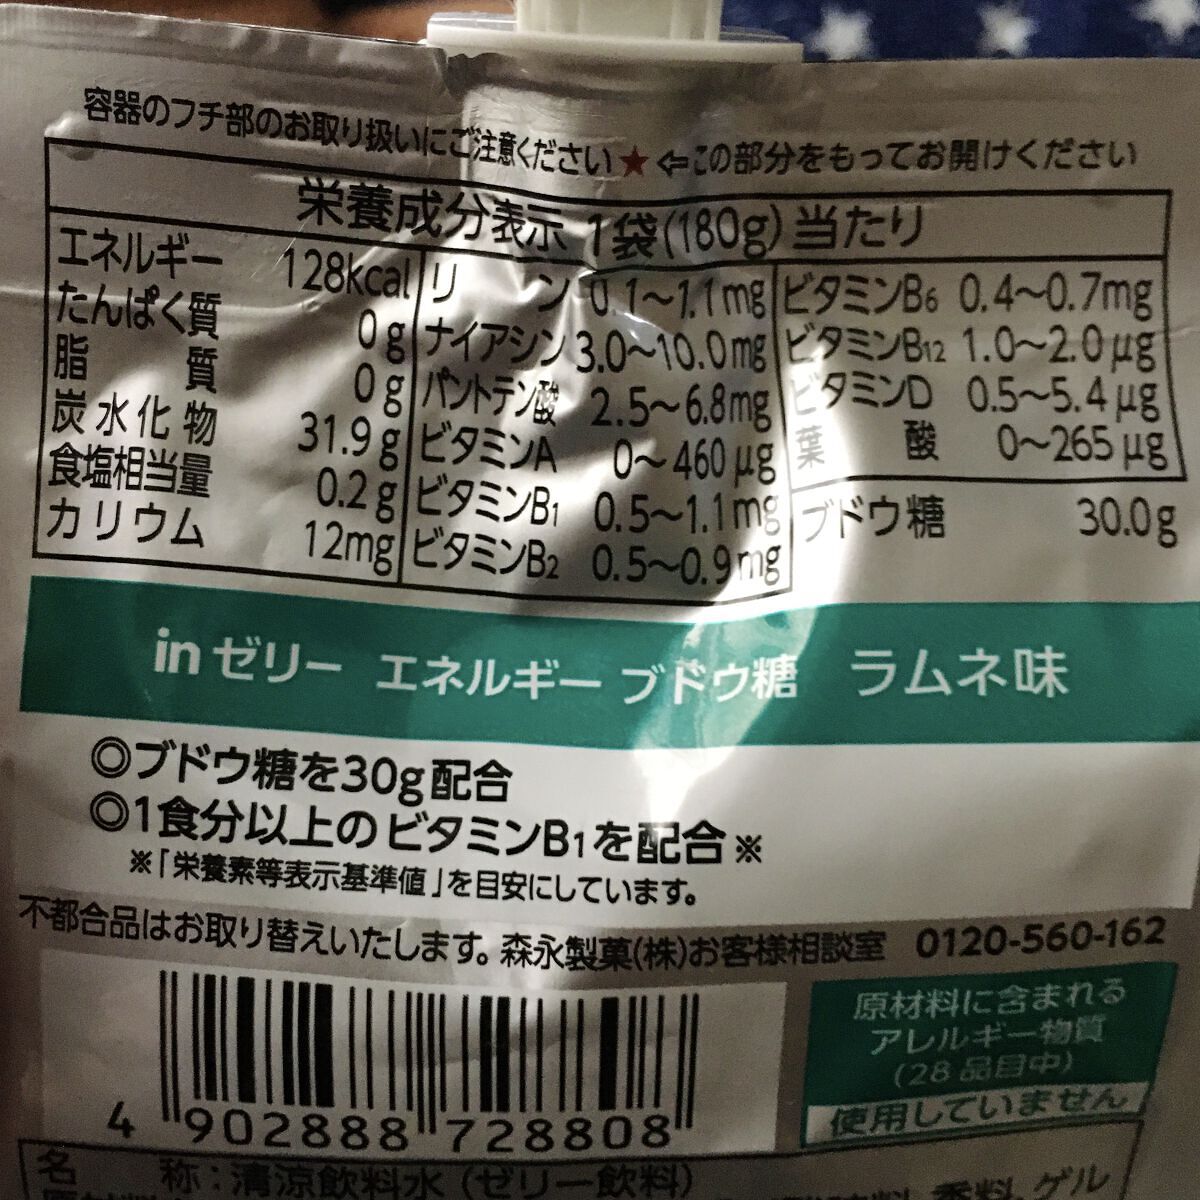 容器のフチ部のお取り扱いにご注意ください★⇦この部分をもってお開けください
栄養成分表示 1袋(180g)当たり
エネルギー 128kcal
たんぱく質 0g
脂質 0g
炭水化物 31.9g
食塩相当量 0.2g
カリウム 12mg
リン 0.1〜1.1mg
ナイアシン 3.0〜10.0mg
パントテン酸 2.5〜6.8mg
ビタミンA 0〜460μg
ビタミンB1 0.5〜1.1mg
ビタミンB2 0.5〜0.9mg
ビタミンB6 0.4〜0.7mg
ビタミンB12 1.0〜2.0μg
ビタミンD 0.5〜5.4μg
葉酸 0〜265μg
ブドウ糖 30.0g
inゼリー エネルギー ブドウ糖 ラムネ味
◎ブドウ糖を30g配合
◎1食分以上のビタミンB1を配合※
※「栄養素等表示基準値」を目安にしています。
不都合品はお取り替えいたします。森永製菓(株)お客様相談室 0120-560-162
原材料に含まれる
アレルギー物質
(28品目中)
使用していません
4 902888 728808
名称:清涼飲料水(ゼリー飲料)
香料、ゲル